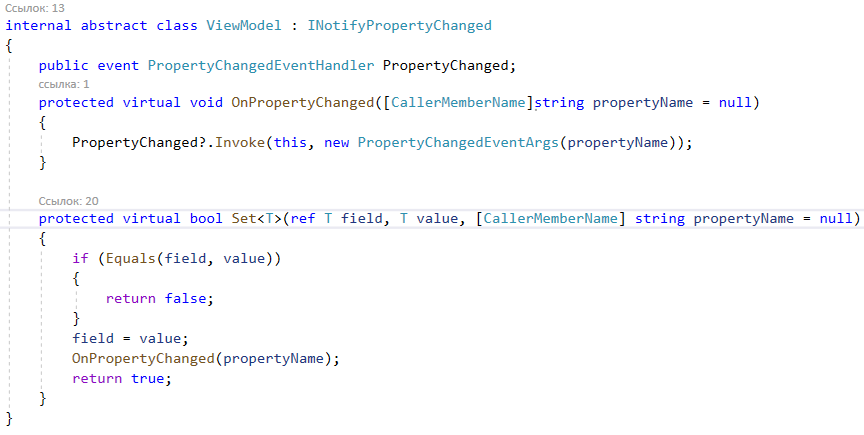 Ссылок: 13
internal abstract class ViewModel : INotifyPropertyChanged
{
public event PropertyChangedEventHandler PropertyChanged;
ссылка: 1
protected virtual void OnPropertyChanged([CallerMemberName]string propertyName = null)
{
PropertyChanged?.Invoke(this, new PropertyChangedEventArgs(propertyName));
}
Ссылок: 20
protected virtual bool Set<T>(ref T field, T value, [CallerMemberName] string propertyName = null)
{
if (Equals(field, value))
{
return false;
}
field = value;
OnPropertyChanged(propertyName);
return true;
}
}